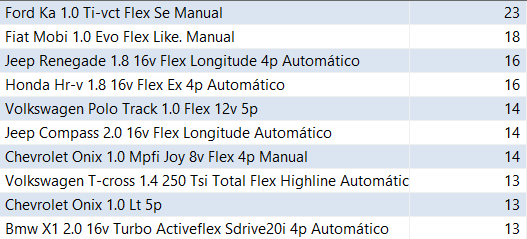 Ford Ka 1.0 Ti-vct Flex Se Manual 23
Fiat Mobi 1.0 Evo Flex Like. Manual 18
Jeep Renegade 1.8 16v Flex Longitude 4p Automático 16
Honda Hr-v 1.8 16v Flex Ex 4p Automático 16
Volkswagen Polo Track 1.0 Flex 12v 5p 14
Jeep Compass 2.0 16v Flex Longitude Automático 14
Chevrolet Onix 1.0 Mpfi Joy 8v Flex 4p Manual 14
Volkswagen T-cross 1.4 250 Tsi Total Flex Highline Automátic 13
Chevrolet Onix 1.0 Lt 5p 13
Bmw X1 2.0 16v Turbo Activeflex Sdrive20i 4p Automático 13